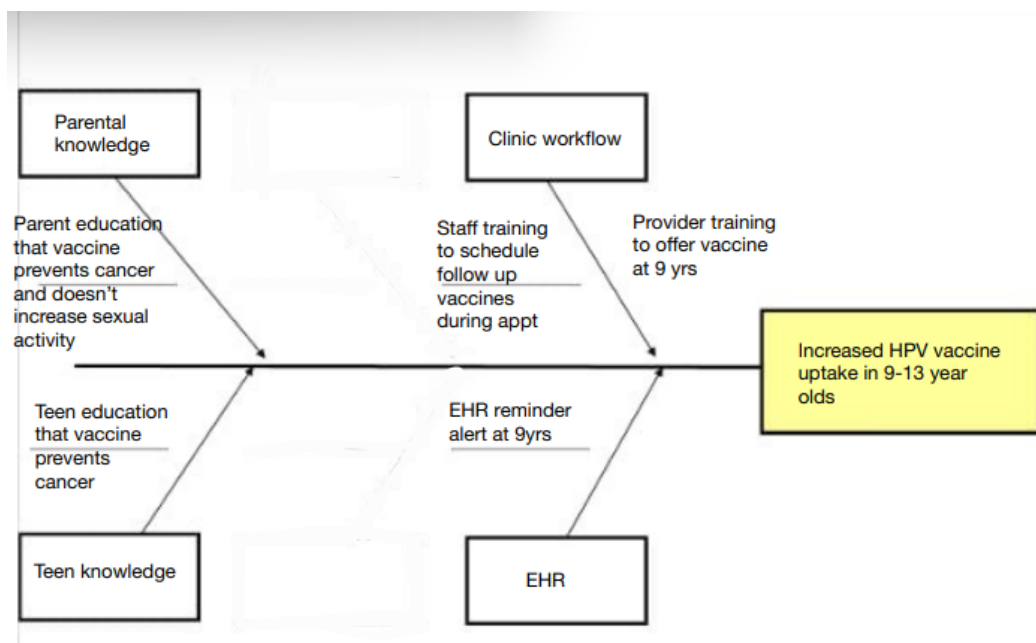 Parental
knowledge
Clinic workflow
Parent education
that vaccine
prevents cancer
and doesn't
increase sexual
activity
Staff training
to schedule
follow up
vaccines
during appt
Provider training
to offer vaccine
at 9 yrs
Increased HPV vaccine
uptake in 9-13 year
olds
Teen education
that vaccine
prevents
cancer
EHR reminder
alert at 9yrs
Teen knowledge
EHR